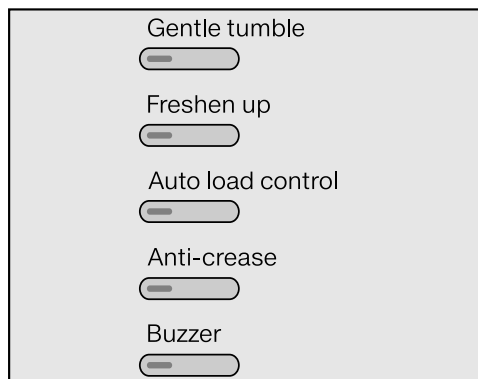 Gentle tumble
Freshen up
Auto load control
Anti-crease
Buzzer